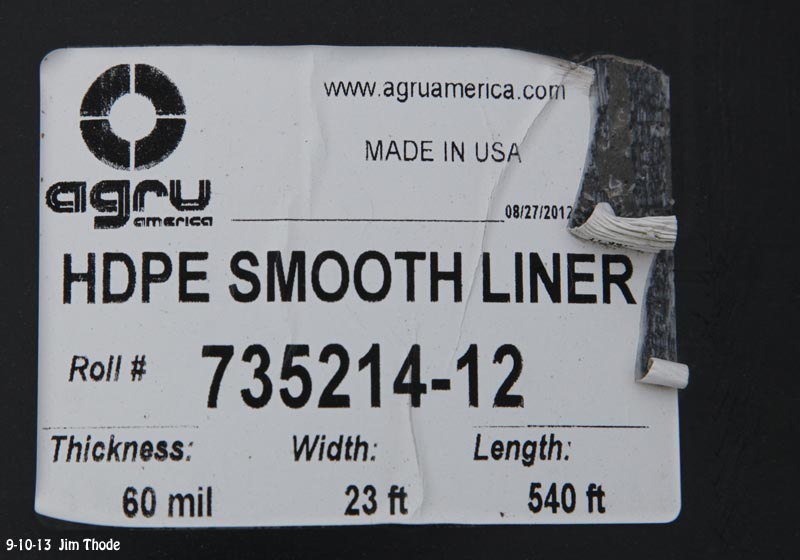 www.agruamerica.com
MADE IN USA
agru
america
08/27/2012
HDPE SMOOTH LINER
Roll # 735214-12
Thickness: Width: Length:
60 mil 23 ft 540 ft
9-10-13 Jim Thode